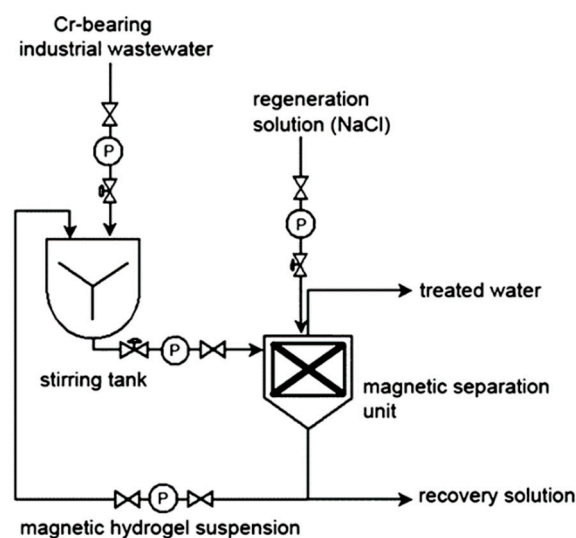 Cr-bearing
industrial wastewater
regeneration
solution (NaCl)
P
P
treated water
P
stirring tank
magnetic separation
unit
P
recovery solution
magnetic hydrogel suspension